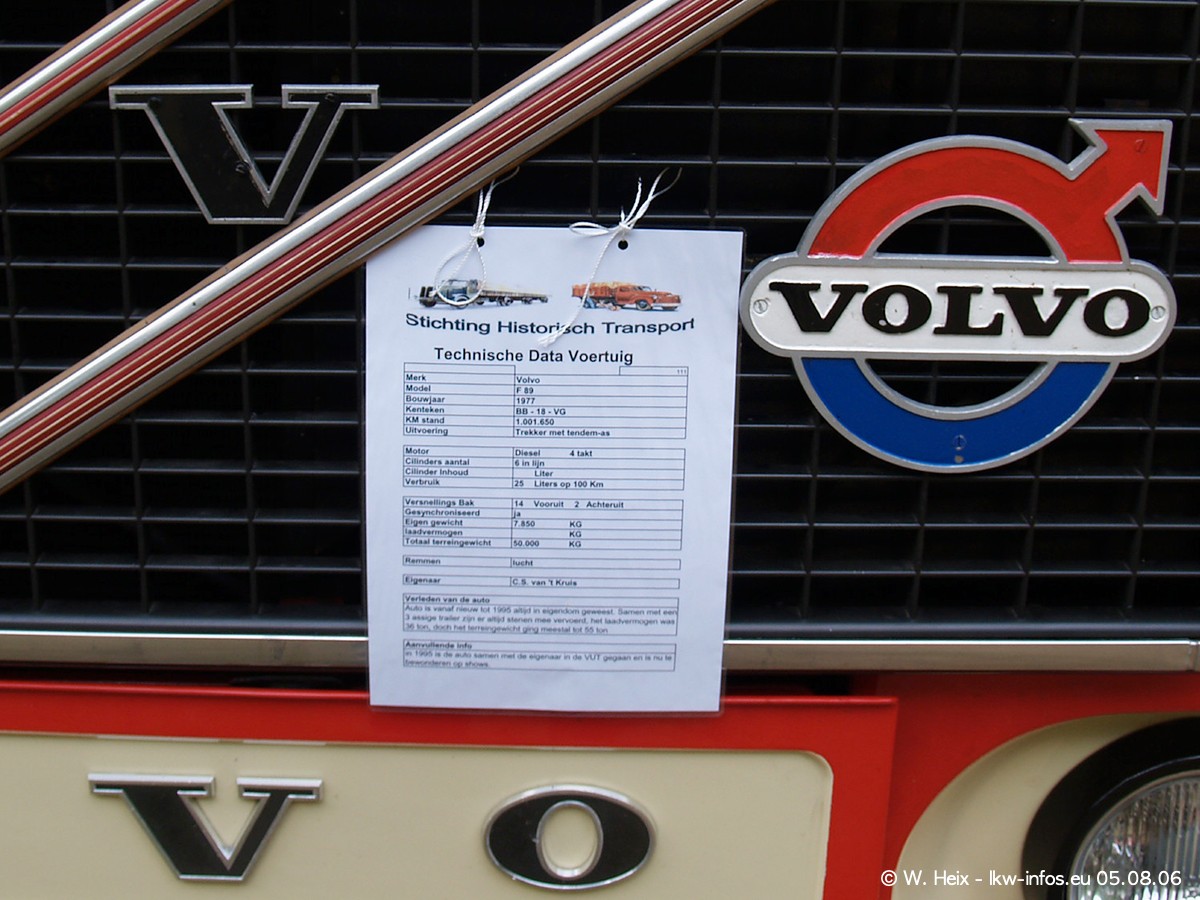 V
VOLVO
Stichting Historisch Transport
Technische Data Voertuig
111
Merk Volvo
Model F 89
Bouwjaar 1977
Kenteken BB - 18 - VG
KM stand 1.001.650
Uitvoering Trekker met tendem-as
Motor Diesel 4 takt
Cilinders aantal 6 in lijn
Cilinder Inhoud Liter
Verbruik 25 Liters op 100 Km
Versnellings Bak 14 Vooruit 2 Achteruit
Gesynchroniseerd ja
Eigen gewicht 7.850 KG
laadvermogen KG
Totaal terreingewicht 50.000 KG
Remmen lucht
Eigenaar C.S. van 't Kruis
Verleden van de auto
Auto is vanaf nieuw tot 1995 altijd in eigendom geweest. Samen met een
3 assige trailer zijn er altijd stenen mee vervoerd, het laadvermogen was
36 ton, doch het terreingewicht ging meestal tot 55 ton
Aanvullende info
in 1995 is de auto samen met de eigenaar in de VUT gegaan en is nu te
bewonderen op shows.
V O
© W. Heix - lkw-infos.eu 05.08.06